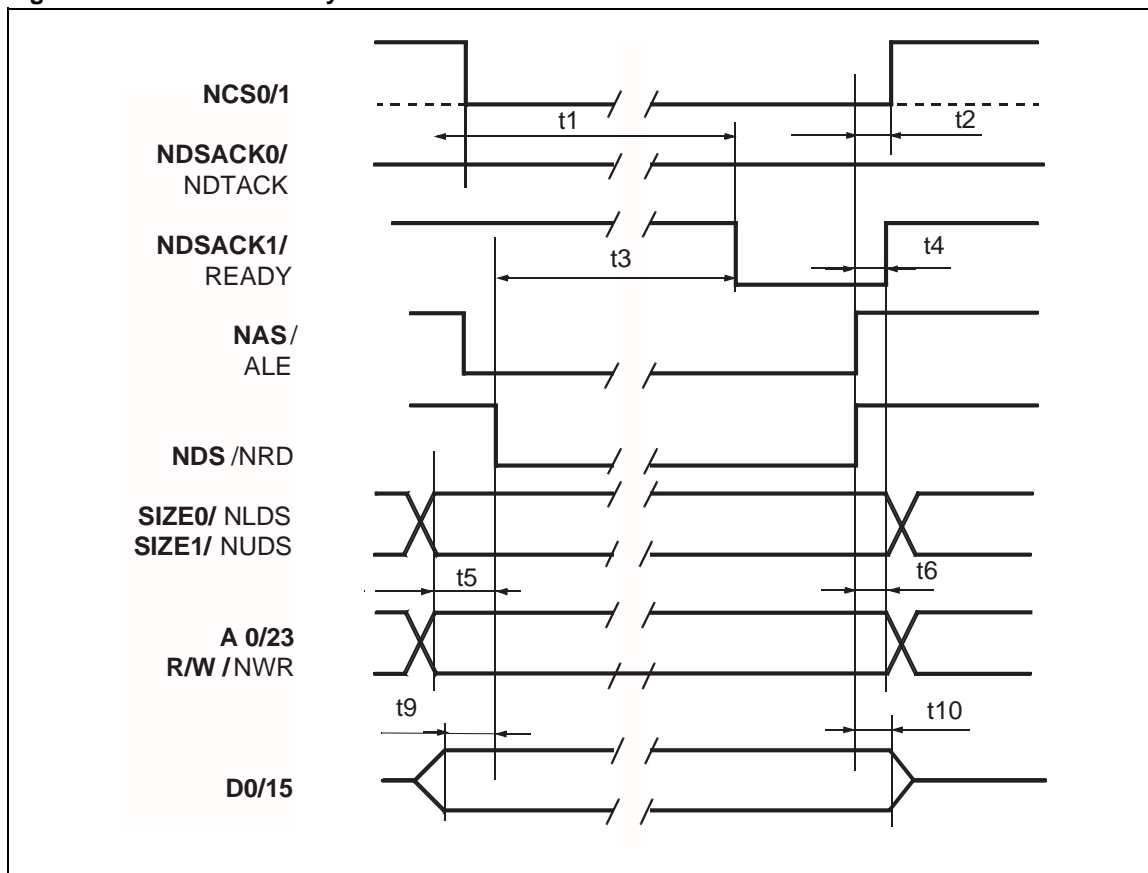 NCS0/1
t1
t2
NDSACK0/
NDTACK
NDSACK1/
READY
t3
t4
NAS/
ALE
NDS /NRD
SIZE0/ NLDS
SIZE1/ NUDS
t5
t6
A 0/23
R/W /NWR
t9
t10
D0/15